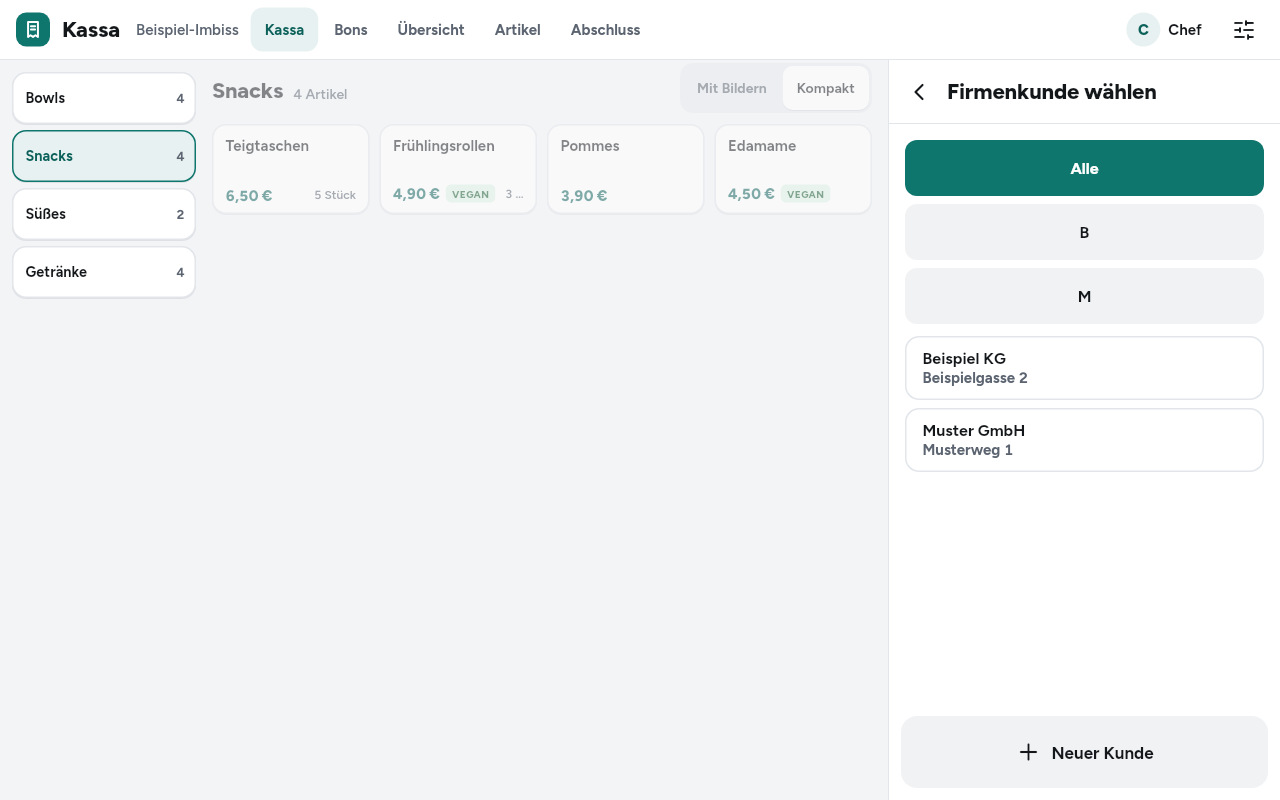 Kassa
Beispiel-Imbiss
Kassa
Bons
Übersicht
Artikel
Abschluss
C
Chef
Bowls 4
Snacks 4
Süßes 2
Getränke 4
Snacks 4 Artikel
Mit Bildern
Kompakt
Teigtaschen
6,50 € 5 Stück
Frühlingsrollen
4,90 € VEGAN 3 ...
Pommes
3,90 €
Edamame
4,50 € VEGAN
Firmenkunde wählen
Alle
B
M
Beispiel KG
Beispielgasse 2
Muster GmbH
Musterweg 1
Neuer Kunde